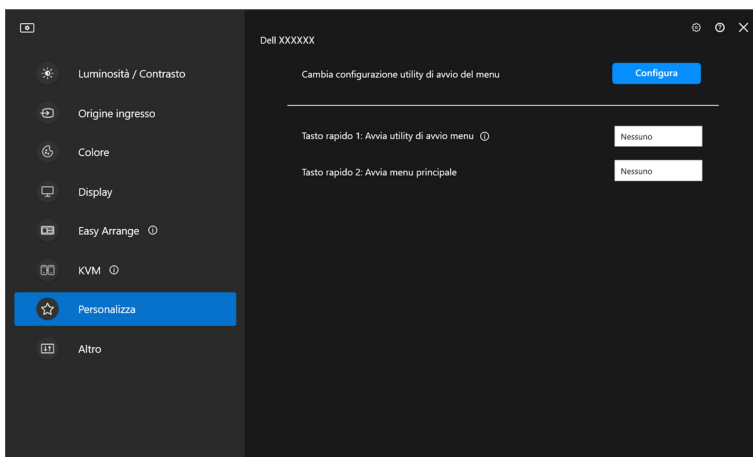 Dell XXXXXX
Luminosità / Contrasto
Origine ingresso
Colore
Display
Easy Arrange
KVM
Personalizza
Altro
Cambia configurazione utility di avvio del menu
Configura
Tasto rapido 1: Avvia utility di avvio menu
Nessuno
Tasto rapido 2: Avvia menu principale
Nessuno